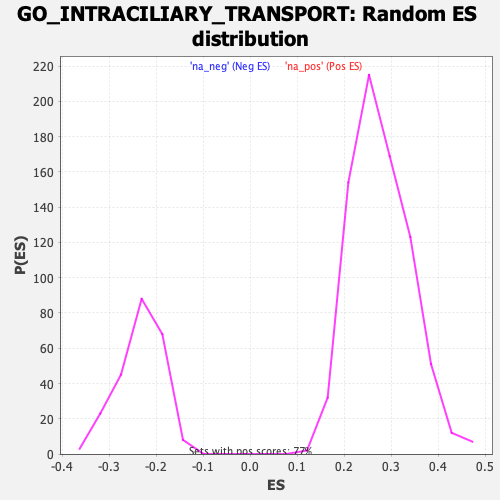 GO_INTRACILIARY_TRANSPORT: Random ES
distribution
'na_neg' (Neg ES) 'na_pos' (Pos ES)
220
200
180
160
140
120
100
80
60
40
20
0
P(ES)
Sets with pos scores: 77%
-0.4 -0.3 -0.2 -0.1 0.0 0.1 0.2 0.3 0.4 0.5
ES